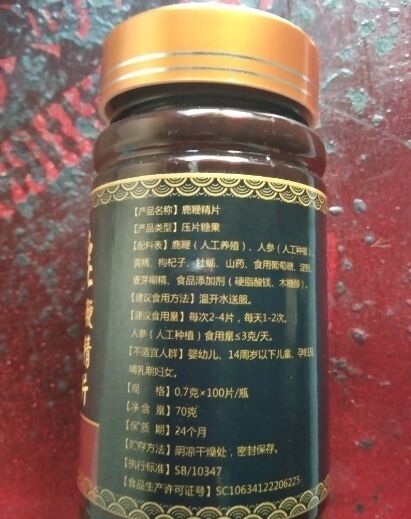 鞭精片
【产品名称】鹿鞭精片
【产品类型】压片糖果
【配料表】鹿鞭（人工养殖）、人参（人工种植）、
黄精、枸杞子、牡蛎、山药、食用葡萄糖、淀粉、
麦芽糊精、食品添加剂（硬脂酸镁、木糖醇）。
【建议食用方法】温开水送服。
【建议食用量】每次2-4片，每天1-2次。
人参（人工种植）食用量≤3克/天。
【不适宜人群】婴幼儿、14周岁以下儿童、孕妇及
哺乳期妇女。
【规 格】0.7克×100片/瓶
【净 含 量】70克
【保 质 期】24个月
【贮存方法】阴凉干燥处，密封保存。
【执行标准】SB/10347
【食品生产许可证号】SC10634122206225